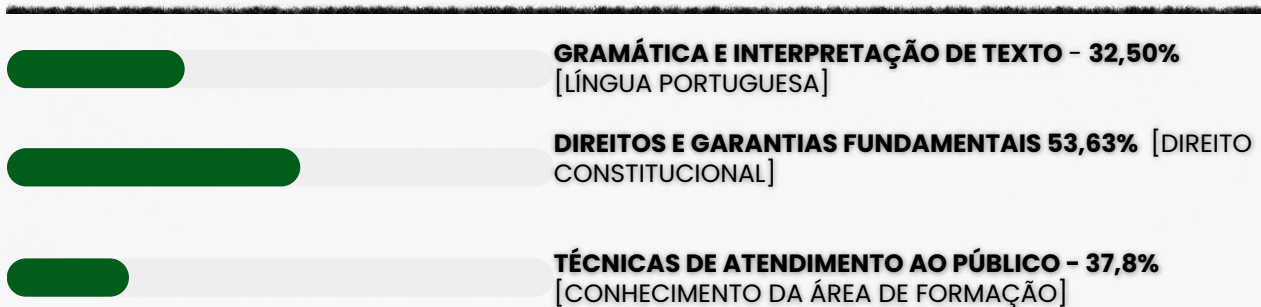 GRAMÁTICA E INTERPRETAÇÃO DE TEXTO - 32,50%
[LÍNGUA PORTUGUESA]
DIREITOS E GARANTIAS FUNDAMENTAIS 53,63% [DIREITO
CONSTITUCIONAL]
TÉCNICAS DE ATENDIMENTO AO PÚBLICO - 37,8%
[CONHECIMENTO DA ÁREA DE FORMAÇÃO]